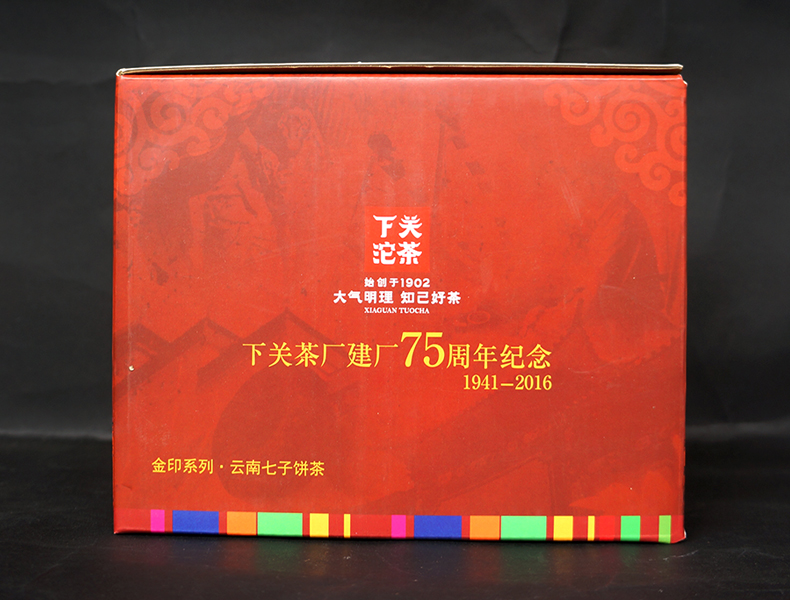 下关
沱茶
始创于1902
大气明理 知己好茶
XIAGUAN TUOCHA
下关茶厂建厂75周年纪念
1941—2016
金印系列·云南七子饼茶